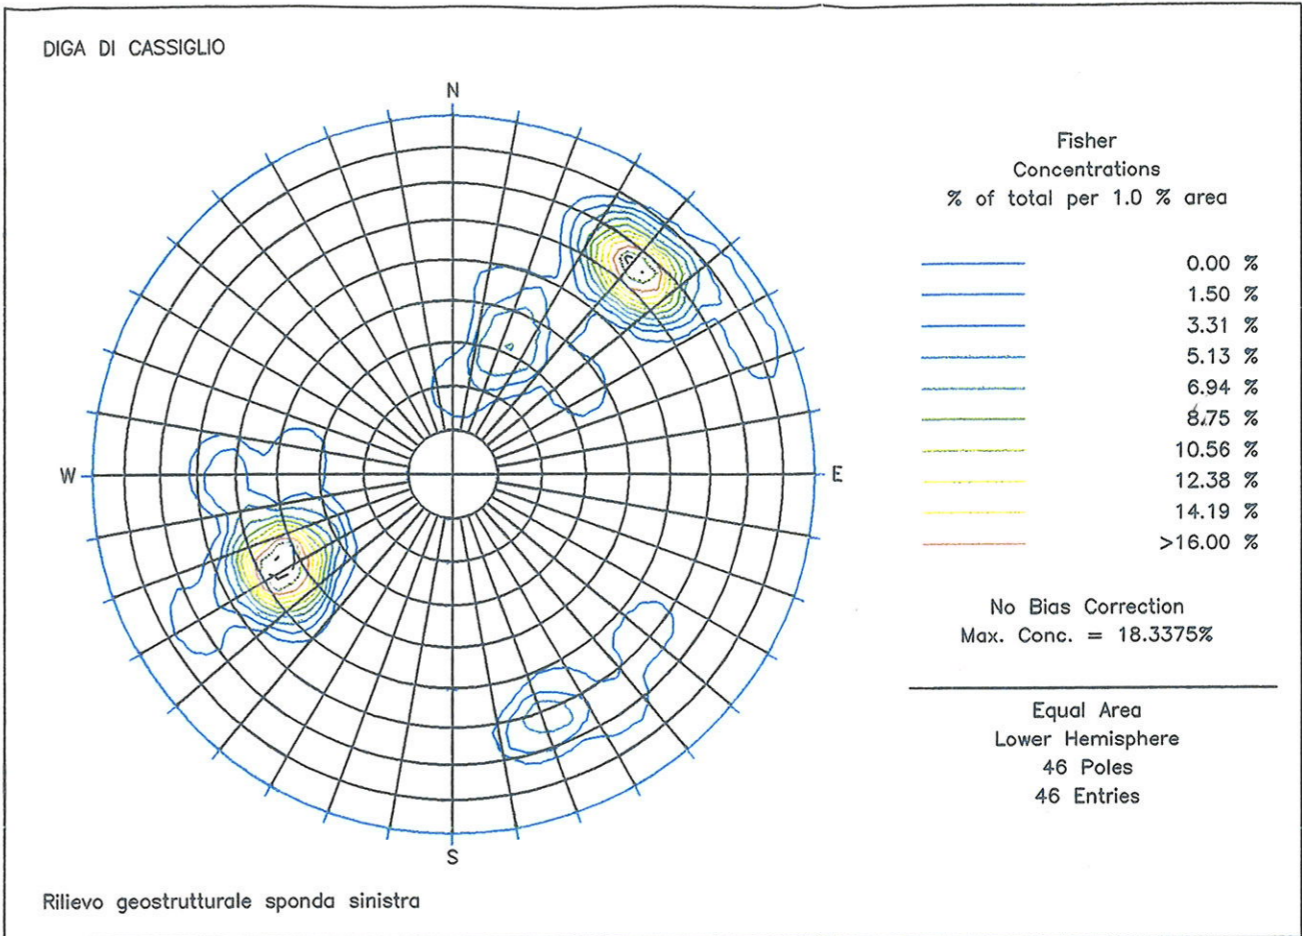 DIGA DI CASSIGLIO
N
W
E
S
Fisher
Concentrations
% of total per 1.0 % area
0.00 %
1.50 %
3.31 %
5.13 %
6.94 %
8.75 %
10.56 %
12.38 %
14.19 %
>16.00 %
No Bias Correction
Max. Conc. = 18.3375%
Equal Area
Lower Hemisphere
46 Poles
46 Entries
Rilievo geostrutturale sponda sinistra